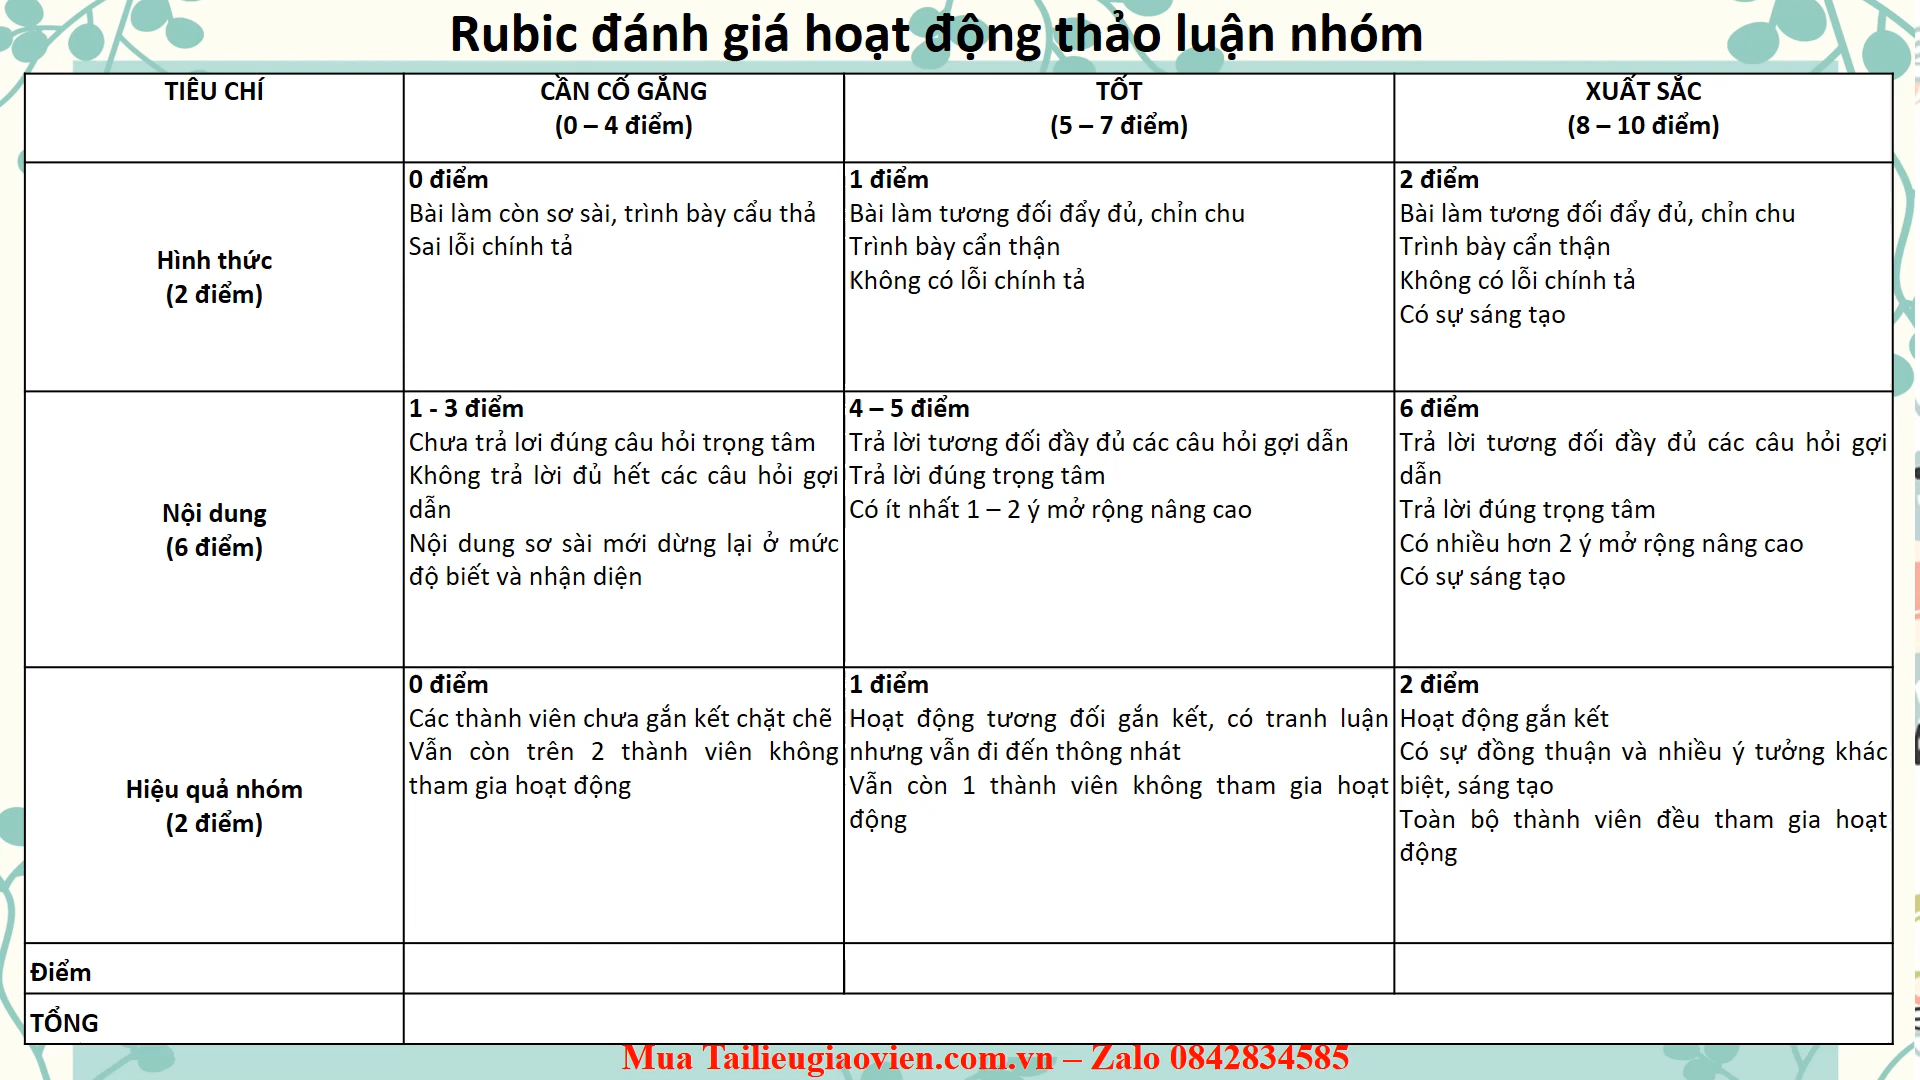 Rubic đánh giá hoạt động thảo luận nhóm
TIÊU CHÍ
CẦN CỐ GẮNG
(0 – 4 điểm)
TỐT
(5 – 7 điểm)
XUẤT SẮC
(8 – 10 điểm)
Hình thức
(2 điểm)
0 điểm
Bài làm còn sơ sài, trình bày cẩu thả
Sai lỗi chính tả
1 điểm
Bài làm tương đối đẩy đủ, chỉn chu
Trình bày cẩn thận
Không có lỗi chính tả
2 điểm
Bài làm tương đối đẩy đủ, chỉn chu
Trình bày cẩn thận
Không có lỗi chính tả
Có sự sáng tạo
Nội dung
(6 điểm)
1 - 3 điểm
Chưa trả lơi đúng câu hỏi trọng tâm
Không trả lời đủ hết các câu hỏi gợi
dẫn
Nội dung sơ sài mới dừng lại ở mức
độ biết và nhận diện
4 – 5 điểm
Trả lời tương đối đầy đủ các câu hỏi gợi dẫn
Trả lời đúng trọng tâm
Có ít nhất 1 – 2 ý mở rộng nâng cao
6 điểm
Trả lời tương đối đầy đủ các câu hỏi gợi
dẫn
Trả lời đúng trọng tâm
Có nhiều hơn 2 ý mở rộng nâng cao
Có sự sáng tạo
Hiệu quả nhóm
(2 điểm)
0 điểm
Các thành viên chưa gắn kết chặt chẽ
Vẫn còn trên 2 thành viên không
tham gia hoạt động
1 điểm
Hoạt động tương đối gắn kết, có tranh luận
nhưng vẫn đi đến thông nhát
Vẫn còn 1 thành viên không tham gia hoạt
động
2 điểm
Hoạt động gắn kết
Có sự đồng thuận và nhiều ý tưởng khác
biệt, sáng tạo
Toàn bộ thành viên đều tham gia hoạt
động
Điểm
TỔNG
Mua Tailieugiaovien.com.vn – Zalo 0842834585